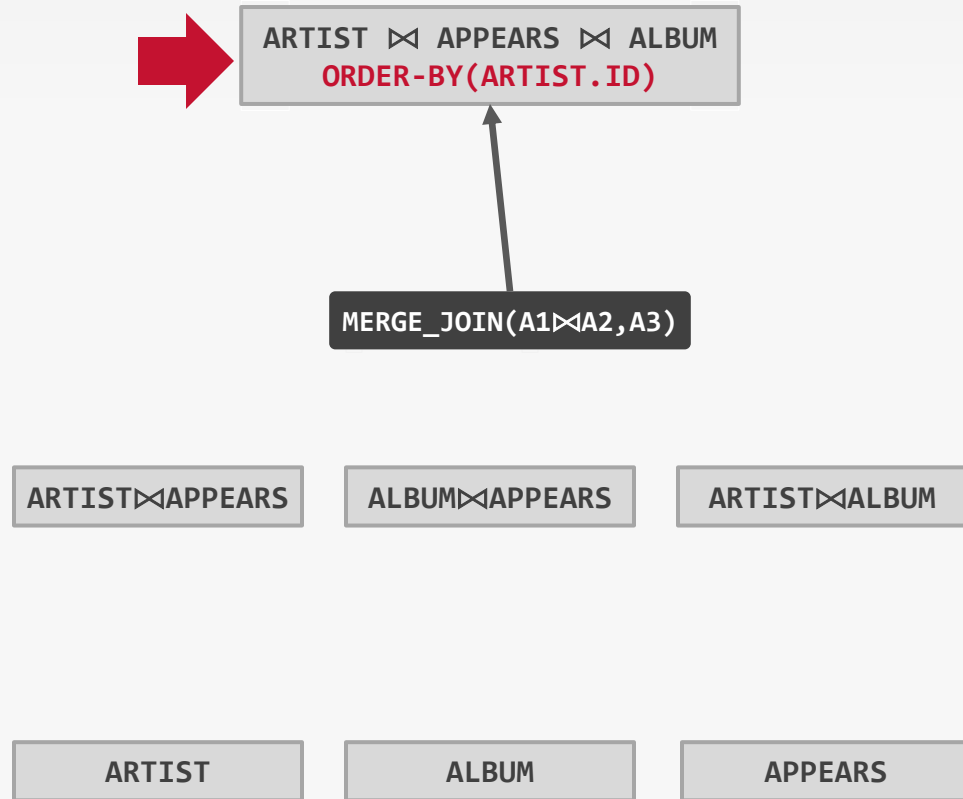 ARTIST ⋈ APPEARS ⋈ ALBUM
ORDER-BY(ARTIST.ID)
MERGE_JOIN(A1⋈A2,A3)
ARTIST⋈APPEARS
ALBUM⋈APPEARS
ARTIST⋈ALBUM
ARTIST
ALBUM
APPEARS